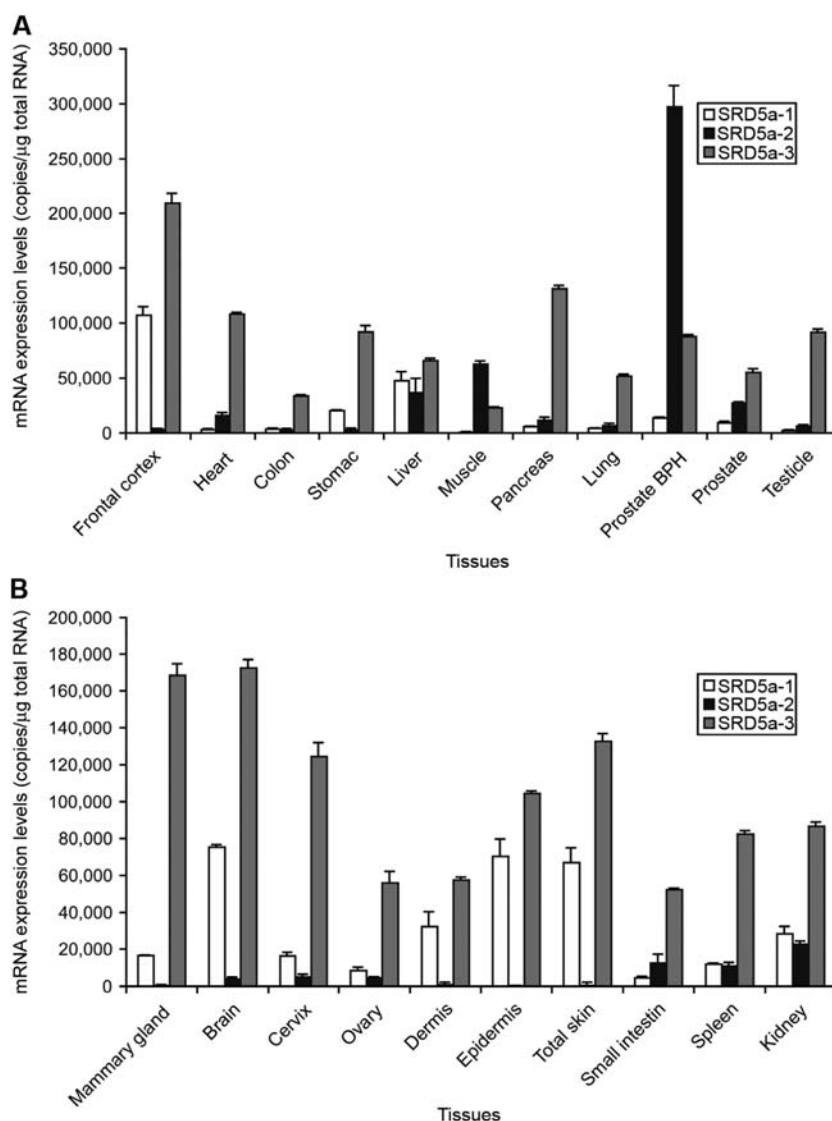 A
mRNA expression levels (copies/µg total RNA)
350,000
300,000
250,000
200,000
150,000
100,000
50,000
0
SRD5a-1
SRD5a-2
SRD5a-3
Frontal cortex
Heart
Colon
Stomac
Liver
Muscle
Pancreas
Lung
Prostate BPH
Prostate
Testicle
Tissues
B
mRNA expression levels (copies/µg total RNA)
200,000
180,000
160,000
140,000
120,000
100,000
80,000
60,000
40,000
20,000
0
SRD5a-1
SRD5a-2
SRD5a-3
Mammary gland
Brain
Cervix
Ovary
Dermis
Epidermis
Total skin
Small intestin
Spleen
Kidney
Tissues